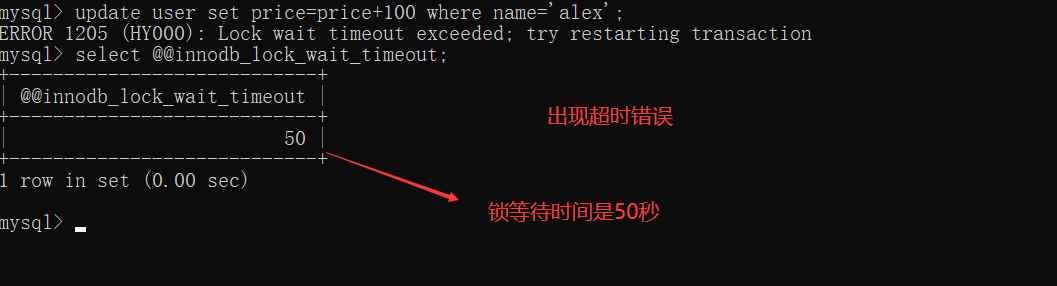 mysql> update user set price=price+100 where name='alex';
ERROR 1205 (HY000): Lock wait timeout exceeded; try restarting transaction
mysql> select @@innodb_lock_wait_timeout;
+----------------------------+
| @@innodb_lock_wait_timeout |
+----------------------------+
|                         50 |
+----------------------------+
1 row in set (0.00 sec)
mysql>
出现超时错误
锁等待时间是50秒